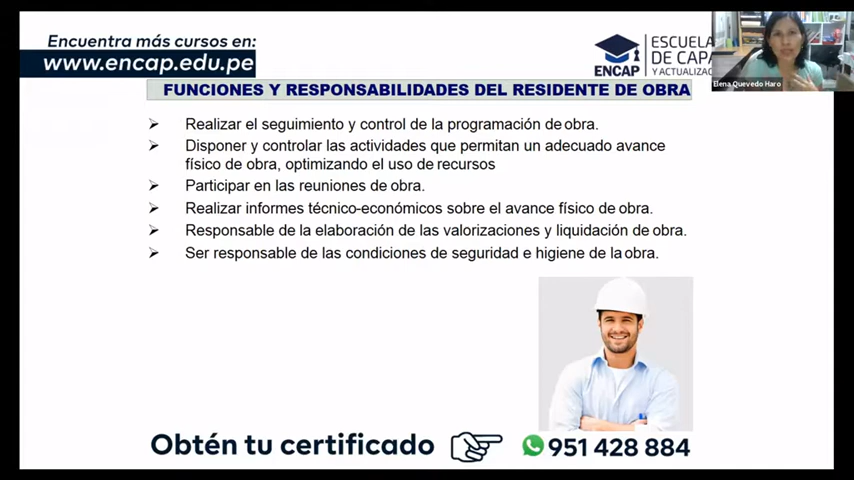 Encuentra más cursos en:
www.encap.edu.pe
ENCAP
ESCUELA
DE CAPA
Y ACTUALIZAC
Elena Quevedo Haro
FUNCIONES Y RESPONSABILIDADES DEL RESIDENTE DE OBRA
➢ Realizar el seguimiento y control de la programación de obra.
➢ Disponer y controlar las actividades que permitan un adecuado avance
físico de obra, optimizando el uso de recursos
➢ Participar en las reuniones de obra.
➢ Realizar informes técnico-económicos sobre el avance físico de obra.
➢ Responsable de la elaboración de las valorizaciones y liquidación de obra.
➢ Ser responsable de las condiciones de seguridad e higiene de la obra.
Obtén tu certificado
951 428 884